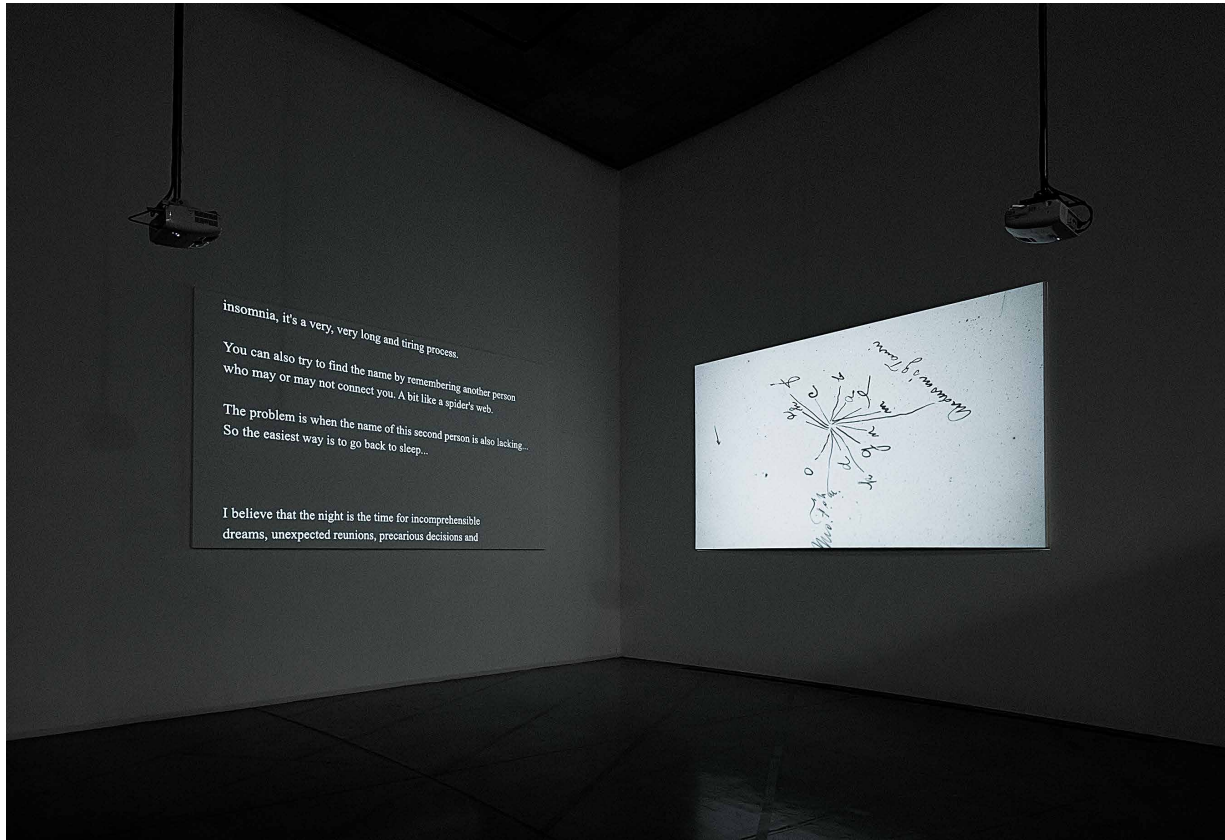 insomnia, it's a very, very long and tiring process.
You can also try to find the name by remembering another person
who may or may not connect you. A bit like a spider's web.
The problem is when the name of this second person is also lacking...
So the easiest way is to go back to sleep...
I believe that the night is the time for incomprehensible
dreams, unexpected reunions, precarious decisions and